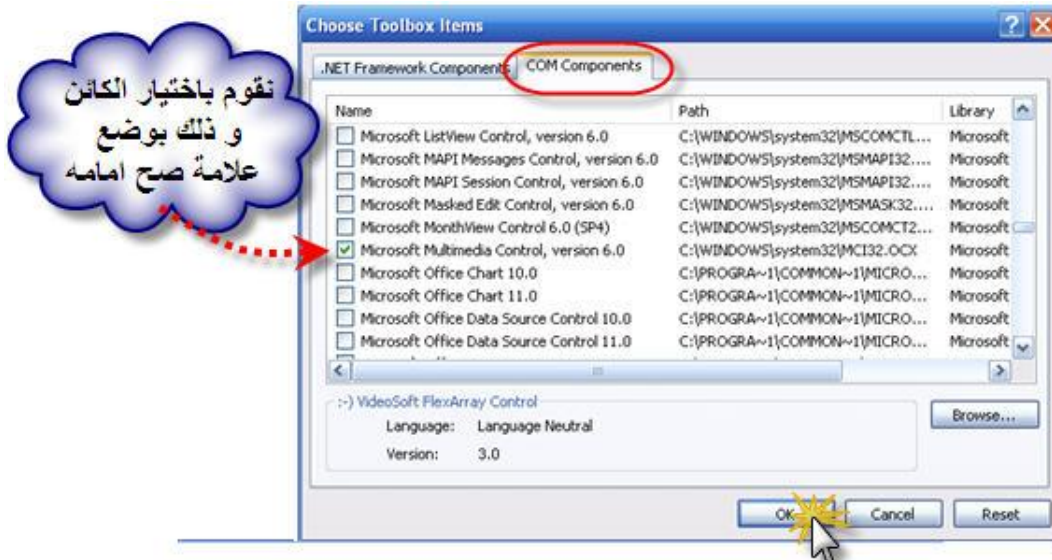 Choose Toolbox Items
نقوم باختيار الكائن
و ذلك بوضع
علامة صح امامه
.NET Framework Components COM Components
Name Path Library
Microsoft ListView Control, version 6.0 C:\WINDOWS\system32\MSCOMCTL... Microsoft
Microsoft MAPI Messages Control, version 6.0 C:\WINDOWS\system32\MSMAPI32.... Microsoft
Microsoft MAPI Session Control, version 6.0 C:\WINDOWS\system32\MSMAPI32.... Microsoft
Microsoft Masked Edit Control, version 6.0 C:\WINDOWS\system32\MSMASK32.... Microsoft
Microsoft MonthView Control 6.0 (SP4) C:\WINDOWS\system32\MSCOMCT2... Microsoft
Microsoft Multimedia Control, version 6.0 C:\WINDOWS\system32\MCI32.OCX Microsoft
Microsoft Office Chart 10.0 C:\PROGRA~1\COMMON~1\MICRO... Microsoft
Microsoft Office Chart 11.0 C:\PROGRA~1\COMMON~1\MICRO... Microsoft
Microsoft Office Data Source Control 10.0 C:\PROGRA~1\COMMON~1\MICRO... Microsoft
Microsoft Office Data Source Control 11.0 C:\PROGRA~1\COMMON~1\MICRO... Microsoft
:-) VideoSoft FlexArray Control
Language: Language Neutral
Version: 3.0
Browse...
OK Cancel Reset